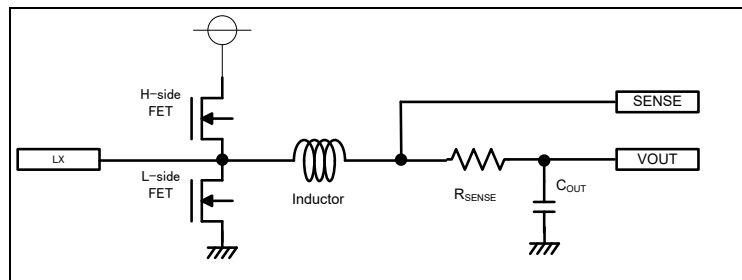 H-side
FET
SENSE
LX
VOUT
L-side
FET
Inductor
RSENSE
COUT